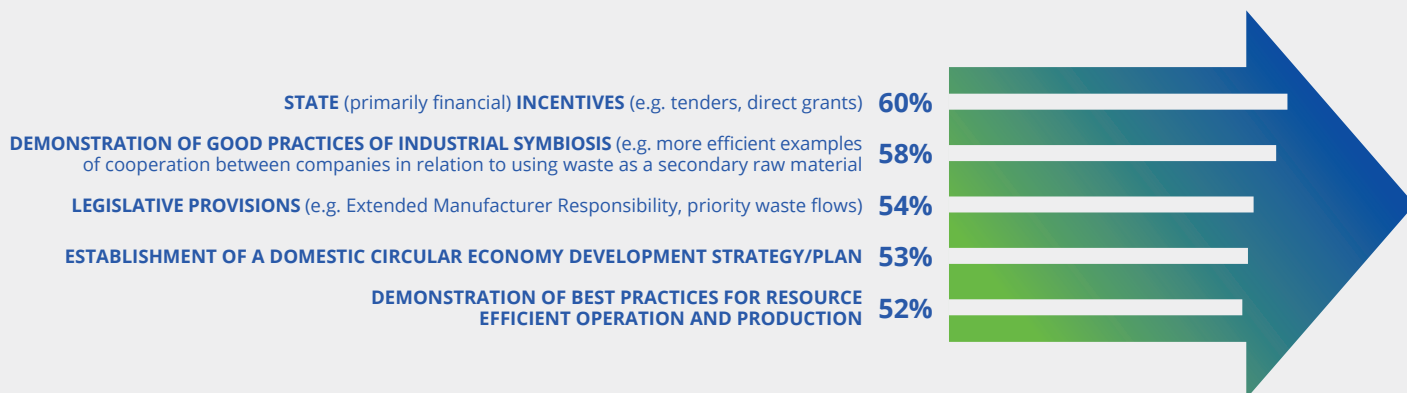 STATE (primarily financial) INCENTIVES (e.g. tenders, direct grants) 60%
DEMONSTRATION OF GOOD PRACTICES OF INDUSTRIAL SYMBIOSIS (e.g. more efficient examples
of cooperation between companies in relation to using waste as a secondary raw material
58%
LEGISLATIVE PROVISIONS (e.g. Extended Manufacturer Responsibility, priority waste flows) 54%
ESTABLISHMENT OF A DOMESTIC CIRCULAR ECONOMY DEVELOPMENT STRATEGY/PLAN 53%
DEMONSTRATION OF BEST PRACTICES FOR RESOURCE
EFFICIENT OPERATION AND PRODUCTION
52%